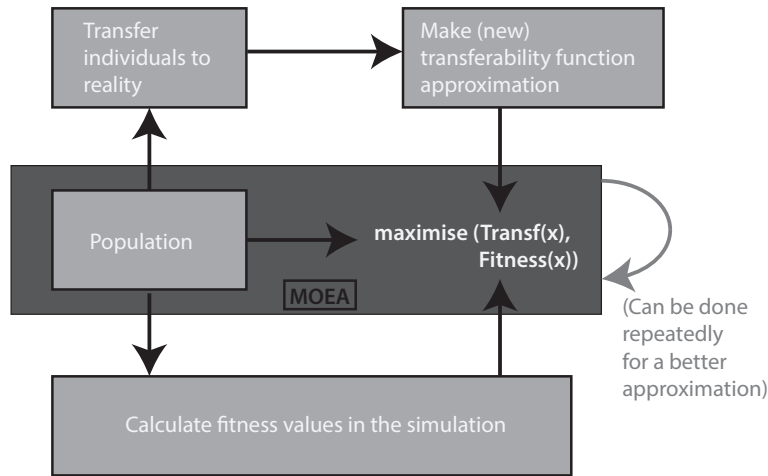 Transfer
individuals to
reality
Make (new)
transferability function
approximation
Population
maximise (Transf(x),
Fitness(x))
MOEA
(Can be done
repeatedly
for a better
approximation)
Calculate fitness values in the simulation